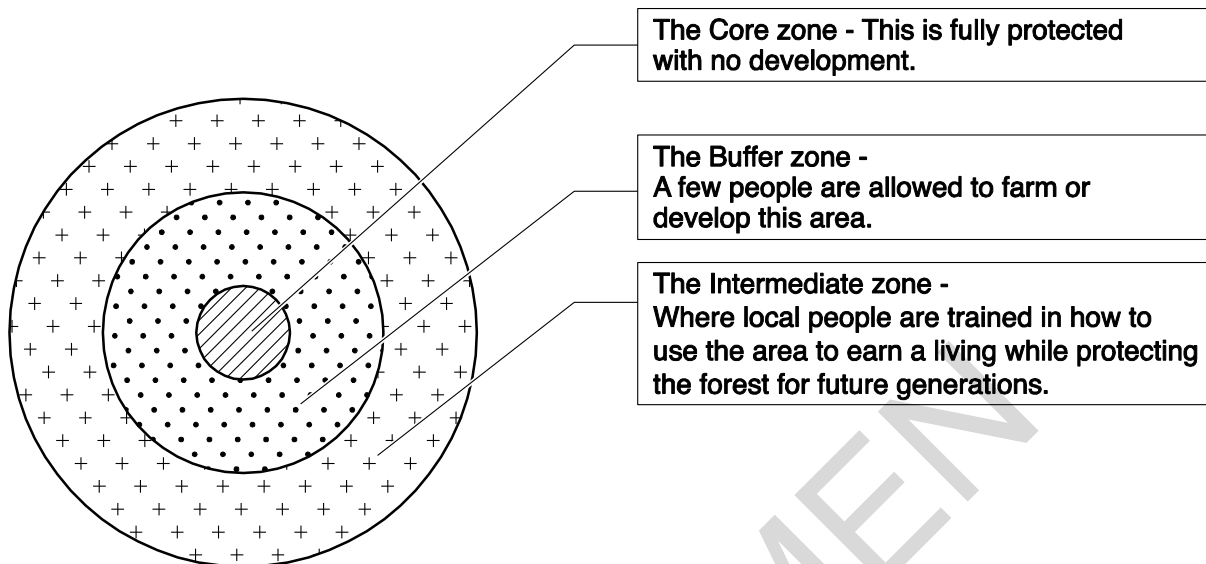 The Core zone - This is fully protected
with no development.
The Buffer zone -
A few people are allowed to farm or
develop this area.
The Intermediate zone -
Where local people are trained in how to
use the area to earn a living while protecting
the forest for future generations.
MEN